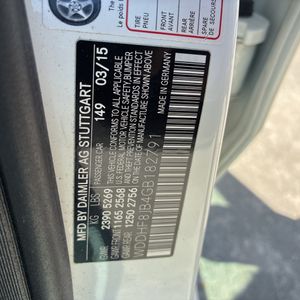 Le poids to
TIRE
PNEU
FRONT
AVANT
SPARE
DE SECOURS
MFD BY DAIMLER AG STUTTGART
149 03/15
PASSENGER CAR
THIS VEHICLE CONFORMS TO ALL APPLICABLE
U.S. FEDERAL MOTOR VEHICLE SAFETY, BUMPER
AND THEFT PREVENTION STANDARDS IN EFFECT
ON THE DATE OF MANUFACTURE SHOWN ABOVE
MADE IN GERMANY
KG LBS
GVWR 2390 5269
GAWR FRONT 1165 2568
GAWR REAR 1250 2756
WDDHF8JB4GB182791